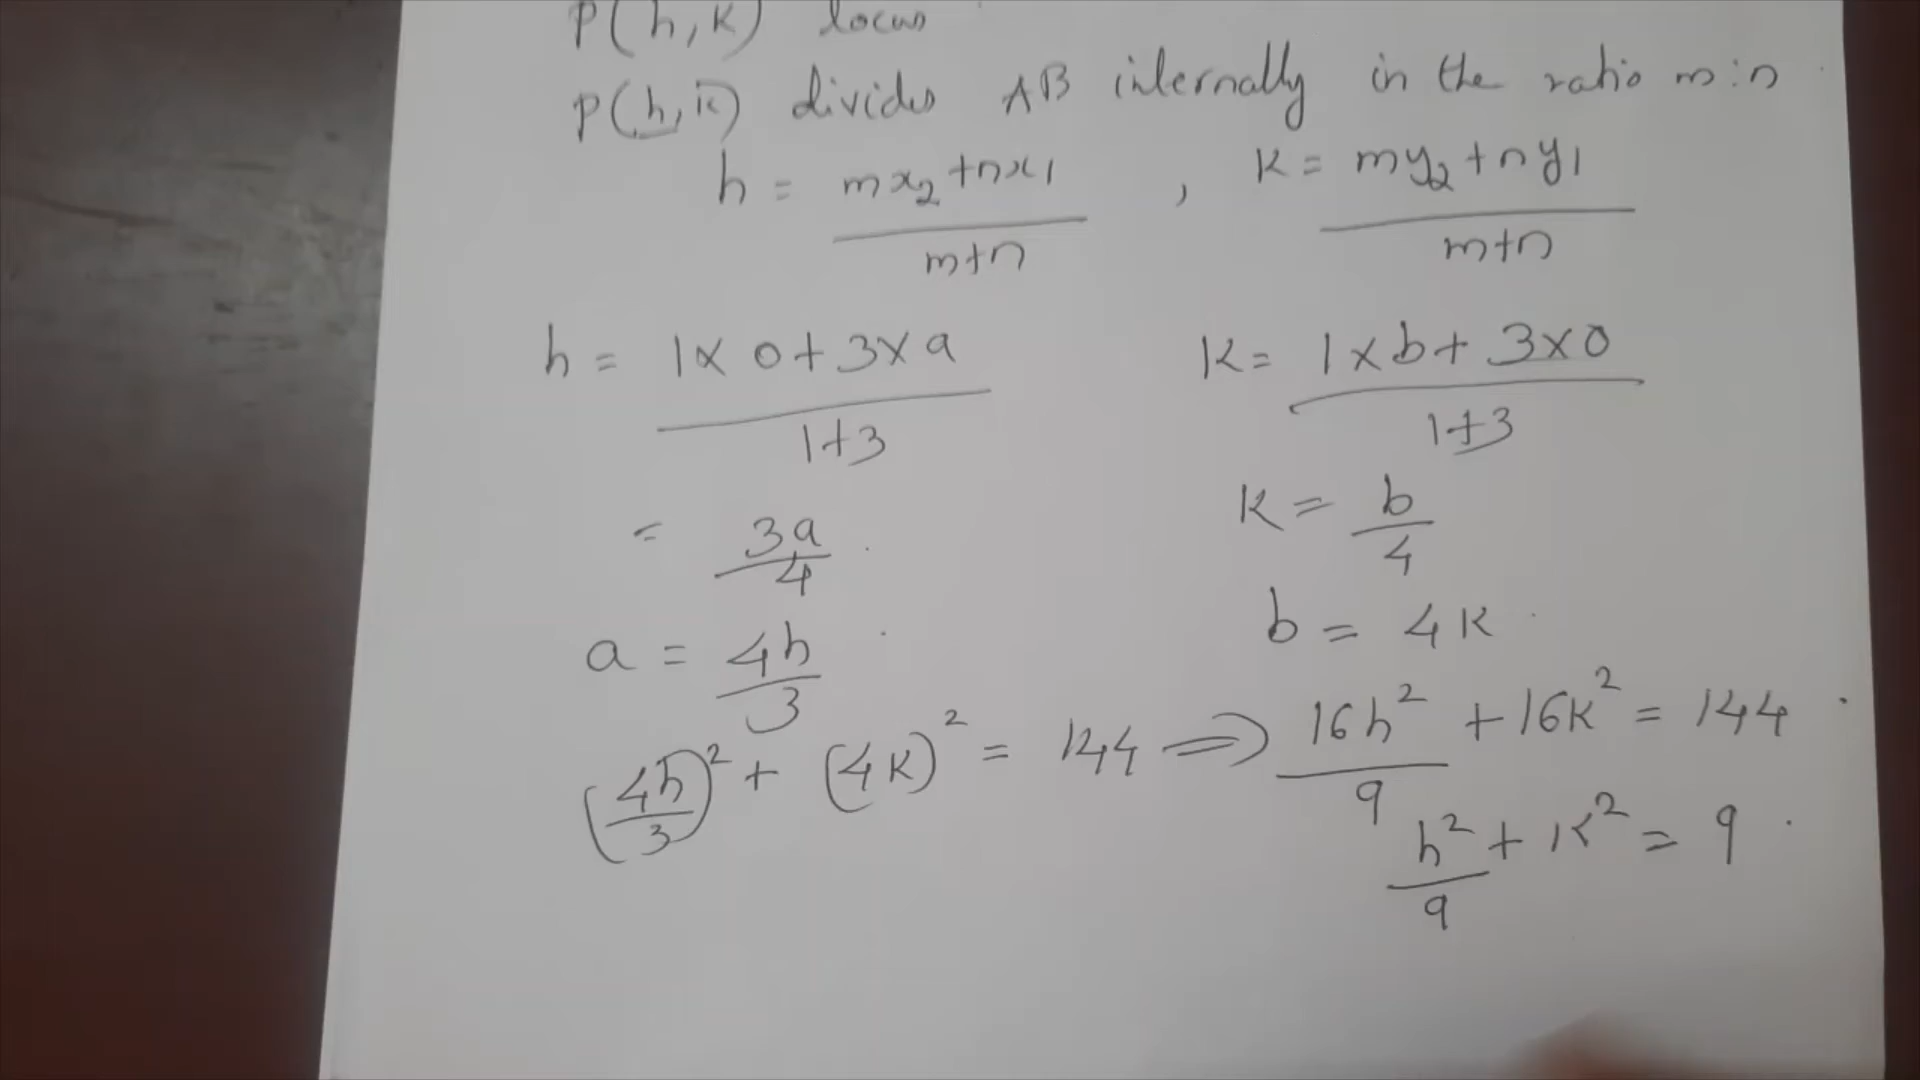 P(h,k) locus
P(h,k) divides AB internally in the ratio m:n
h = mx₂+nx₁/m+n , k = my₂+ny₁/m+n
h = 1×0+3×a/1+3
k = 1×b+3×0/1+3
= 3a/4
k = b/4
a = 4h/3
b = 4k
(4h/3)² + (4k)² = 144 ⇒ 16h²/9 + 16k² = 144
h²/9 + k² = 9